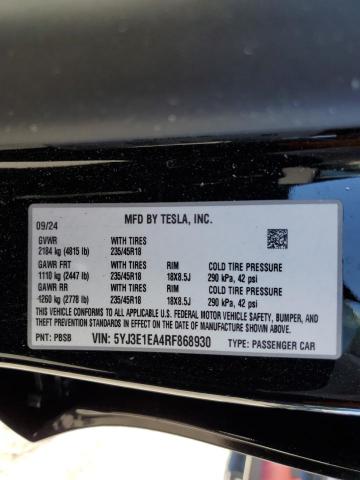 MFD BY TESLA, INC.
09/24
GVWR WITH TIRES
2184 kg (4815 lb) 235/45R18
GAWR FRT WITH TIRES RIM COLD TIRE PRESSURE
1110 kg (2447 lb) 235/45R18 18X8.5J 290 kPa, 42 psi
GAWR RR WITH TIRES RIM COLD TIRE PRESSURE
1260 kg (2778 lb) 235/45R18 18X8.5J 290 kPa, 42 psi
THIS VEHICLE CONFORMS TO ALL APPLICABLE
U.S. FEDERAL MOTOR VEHICLE SAFETY, BUMPER, AND
THEFT PREVENTION STANDARDS IN EFFECT ON THE
DATE OF MANUFACTURE SHOWN ABOVE.
PNT: PBSB VIN: 5YJ3E1EA4RF868930 TYPE: PASSENGER CAR